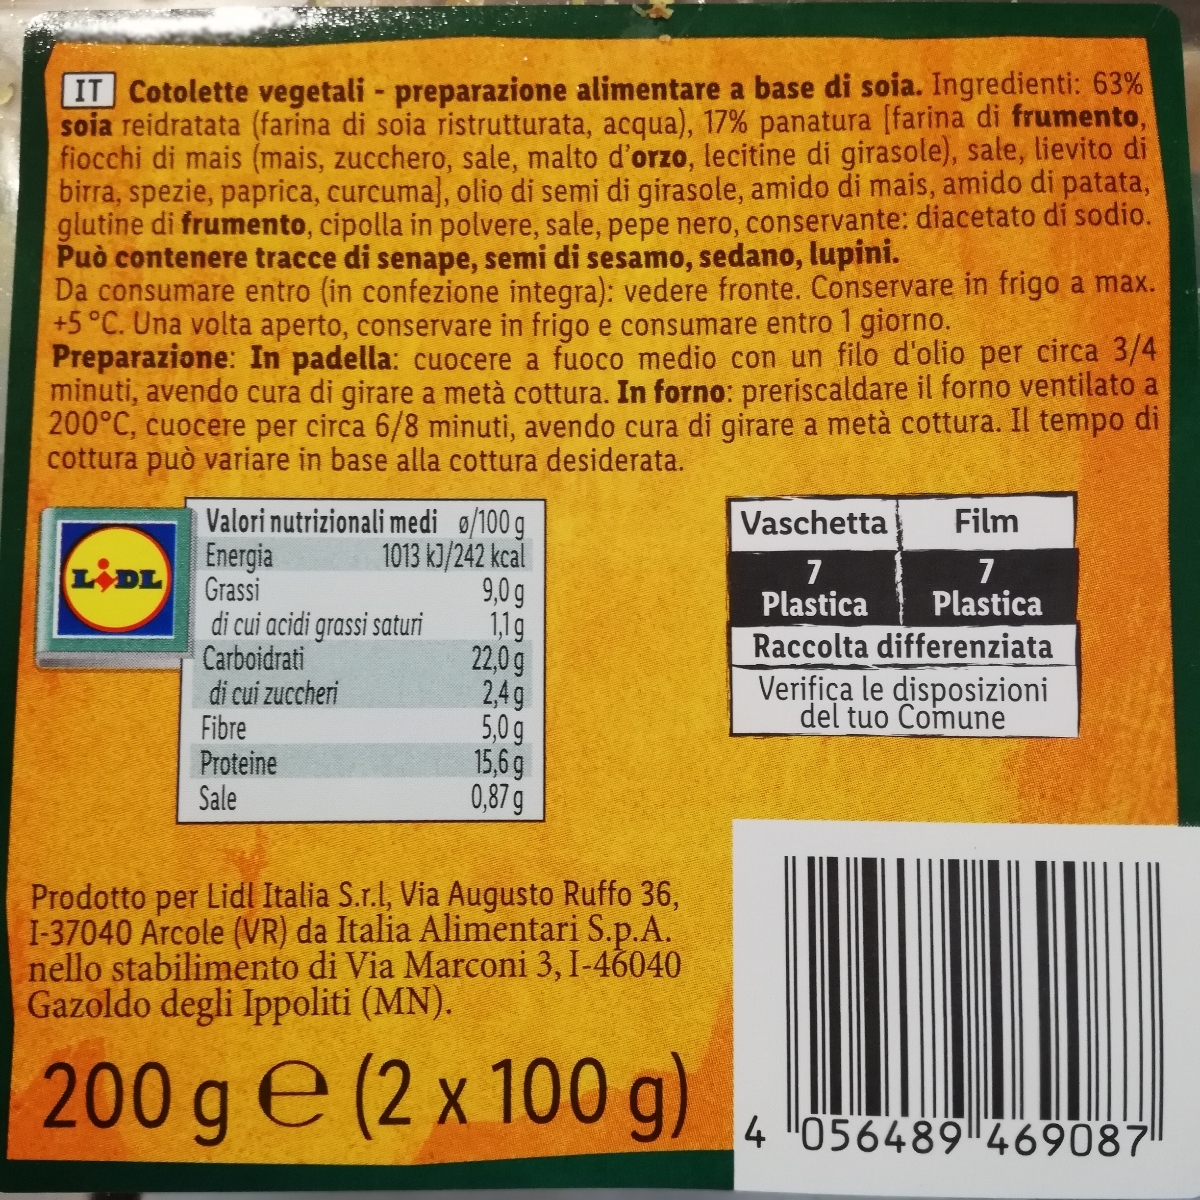 IT Cotolette vegetali - preparazione alimentare a base di soia. Ingredienti: 63%
soia reidratata (farina di soia ristrutturata, acqua), 17% panatura [farina di frumento,
fiocchi di mais (mais, zucchero, sale, malto d'orzo, lecitine di girasole), sale, lievito di
birra, spezie, paprica, curcuma], olio di semi di girasole, amido di mais, amido di patata,
glutine di frumento, cipolla in polvere, sale, pepe nero, conservante: diacetato di sodio.
Può contenere tracce di senape, semi di sesamo, sedano, lupini.
Da consumare entro (in confezione integra): vedere fronte. Conservare in frigo a max.
+5 °C. Una volta aperto, conservare in frigo e consumare entro 1 giorno.
Preparazione: In padella: cuocere a fuoco medio con un filo d'olio per circa 3/4
minuti, avendo cura di girare a metà cottura. In forno: preriscaldare il forno ventilato a
200°C, cuocere per circa 6/8 minuti, avendo cura di girare a metà cottura. Il tempo di
cottura può variare in base alla cottura desiderata.
LIDL
Valori nutrizionali medi ø/100 g
Energia 1013 kJ/242 kcal
Grassi 9,0 g
di cui acidi grassi saturi 1,1 g
Carboidrati 22,0 g
di cui zuccheri 2,4 g
Fibre 5,0 g
Proteine 15,6 g
Sale 0,87 g
Vaschetta Film
7 7
Plastica Plastica
Raccolta differenziata
Verifica le disposizioni
del tuo Comune
Prodotto per Lidl Italia S.r.l, Via Augusto Ruffo 36,
I-37040 Arcole (VR) da Italia Alimentari S.p.A.
nello stabilimento di Via Marconi 3, I-46040
Gazoldo degli Ippoliti (MN).
200 g e (2 x 100 g)
4 056489 469087